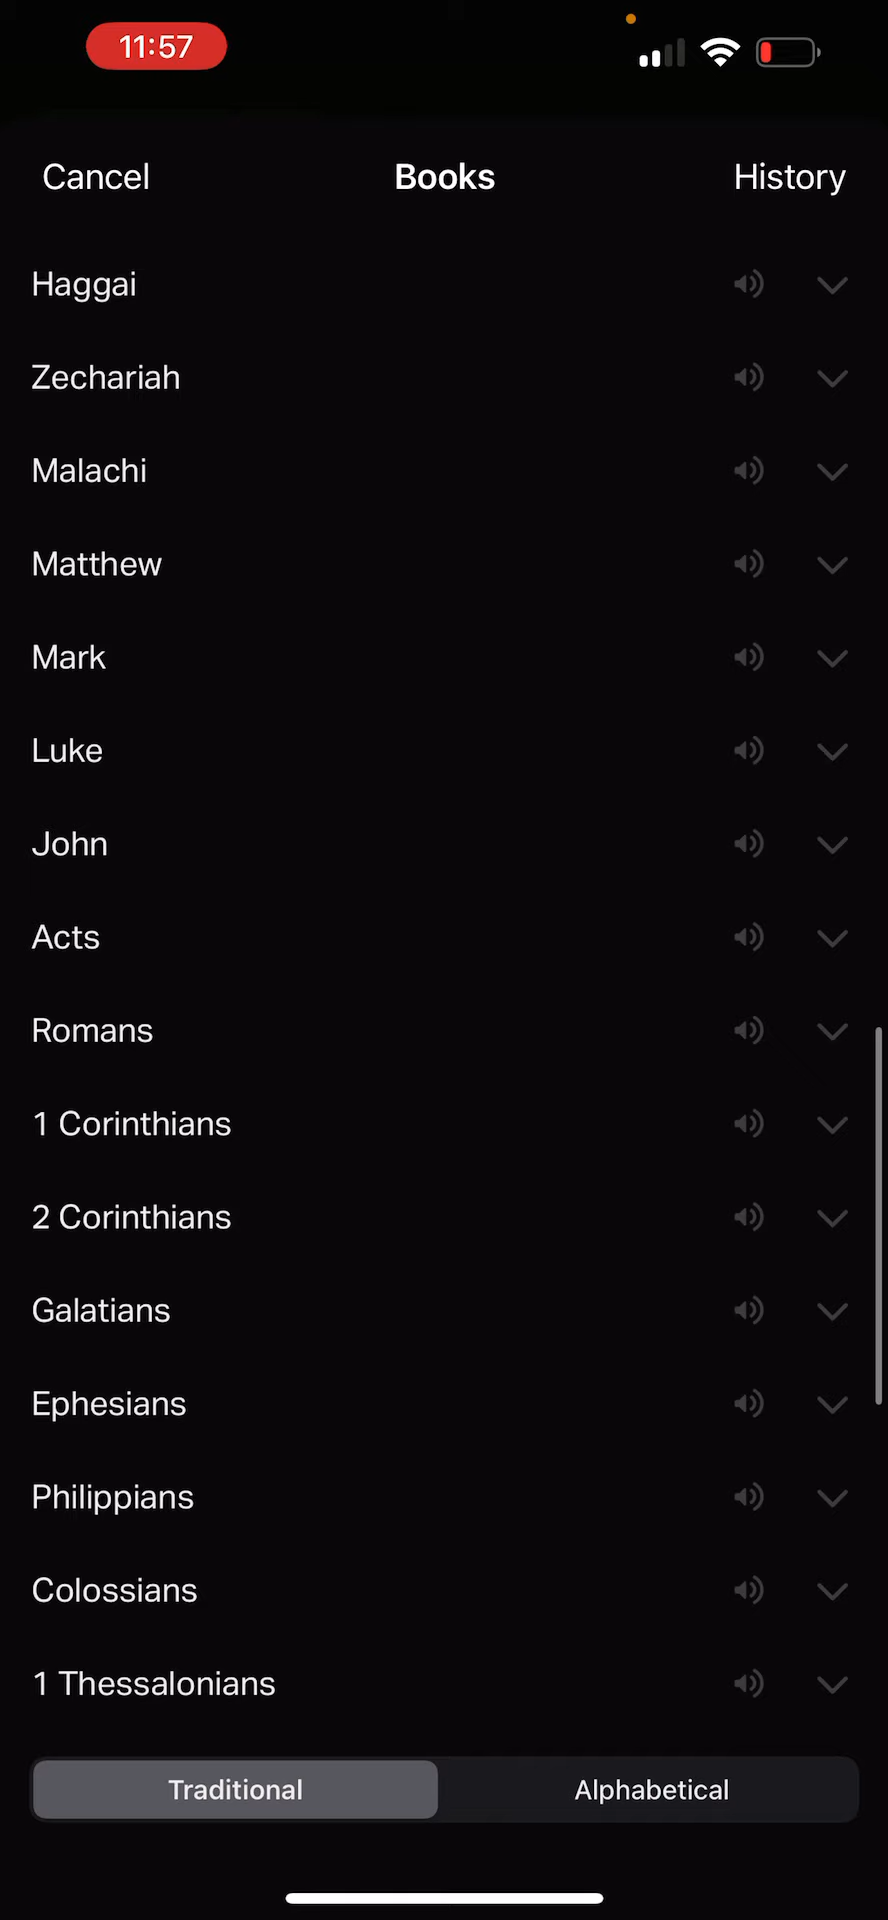 11:57
Cancel Books History
Haggai
Zechariah
Malachi
Matthew
Mark
Luke
John
Acts
Romans
1 Corinthians
2 Corinthians
Galatians
Ephesians
Philippians
Colossians
1 Thessalonians
Traditional Alphabetical